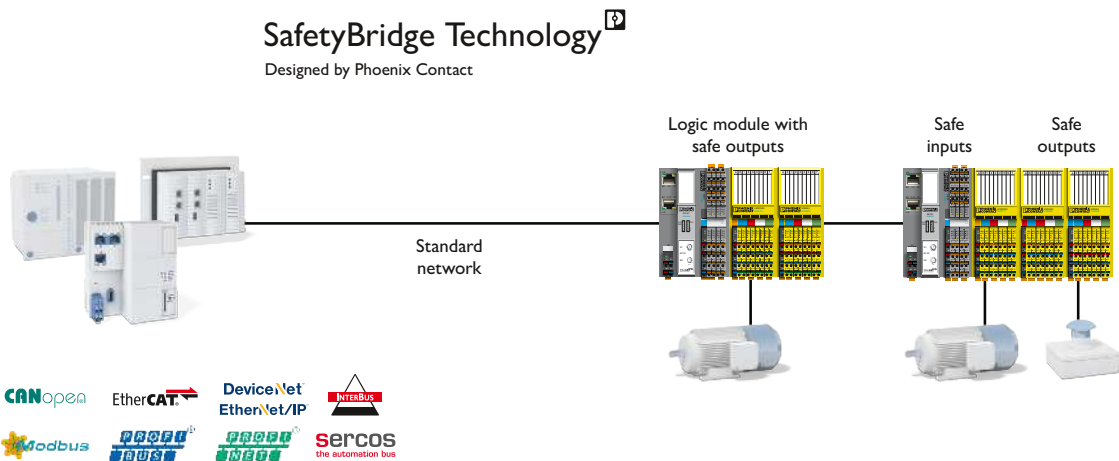 SafetyBridge Technology
Designed by Phoenix Contact
Logic module with
safe outputs
Safe
inputs
Safe
outputs
Standard
network
CANopen
EtherCAT.
DeviceNet
EtherNet/IP
INTERBUS
Modbus
PROFI
BUS
PROFI
NET
sercos
the automation bus